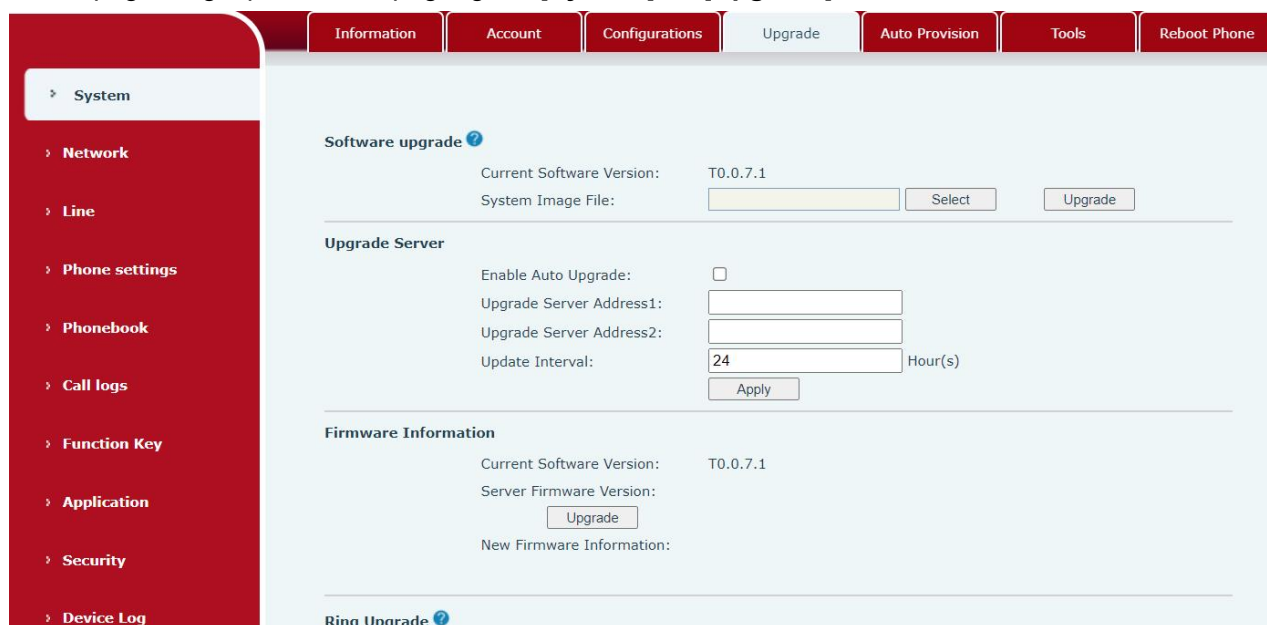 Information Account Configurations Upgrade Auto Provision Tools Reboot Phone
System
Network
Line
Phone settings
Phonebook
Call logs
Function Key
Application
Security
Device Log
Software upgrade
Current Software Version: T0.0.7.1
System Image File: Select Upgrade
Upgrade Server
Enable Auto Upgrade:
Upgrade Server Address1:
Upgrade Server Address2:
Update Interval: 24 Hour(s)
Apply
Firmware Information
Current Software Version: T0.0.7.1
Server Firmware Version:
Upgrade
New Firmware Information:
Ring Upgrade